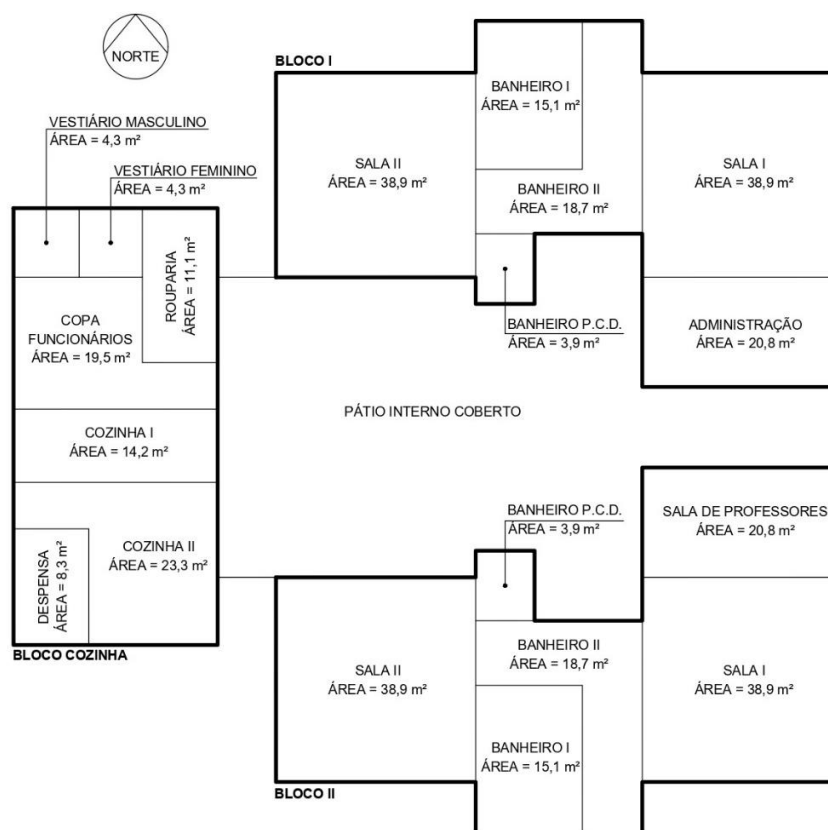 NORTE
BLOCO I
BANHEIRO I
ÁREA = 15,1 m²
VESTIÁRIO MASCULINO
ÁREA = 4,3 m²
VESTIÁRIO FEMININO
ÁREA = 4,3 m²
SALA II
ÁREA = 38,9 m²
SALA I
ÁREA = 38,9 m²
BANHEIRO II
ÁREA = 18,7 m²
ROUPARIA
ÁREA = 11,1 m²
COPA
FUNCIONÁRIOS
ÁREA = 19,5 m²
BANHEIRO P.C.D.
ÁREA = 3,9 m²
ADMINISTRAÇÃO
ÁREA = 20,8 m²
PÁTIO INTERNO COBERTO
COZINHA I
ÁREA = 14,2 m²
BANHEIRO P.C.D.
ÁREA = 3,9 m²
SALA DE PROFESSORES
ÁREA = 20,8 m²
COZINHA II
ÁREA = 23,3 m²
DESPENSA
ÁREA = 8,3 m²
BLOCO COZINHA
BANHEIRO II
ÁREA = 18,7 m²
SALA II
ÁREA = 38,9 m²
SALA I
ÁREA = 38,9 m²
BANHEIRO I
ÁREA = 15,1 m²
BLOCO II